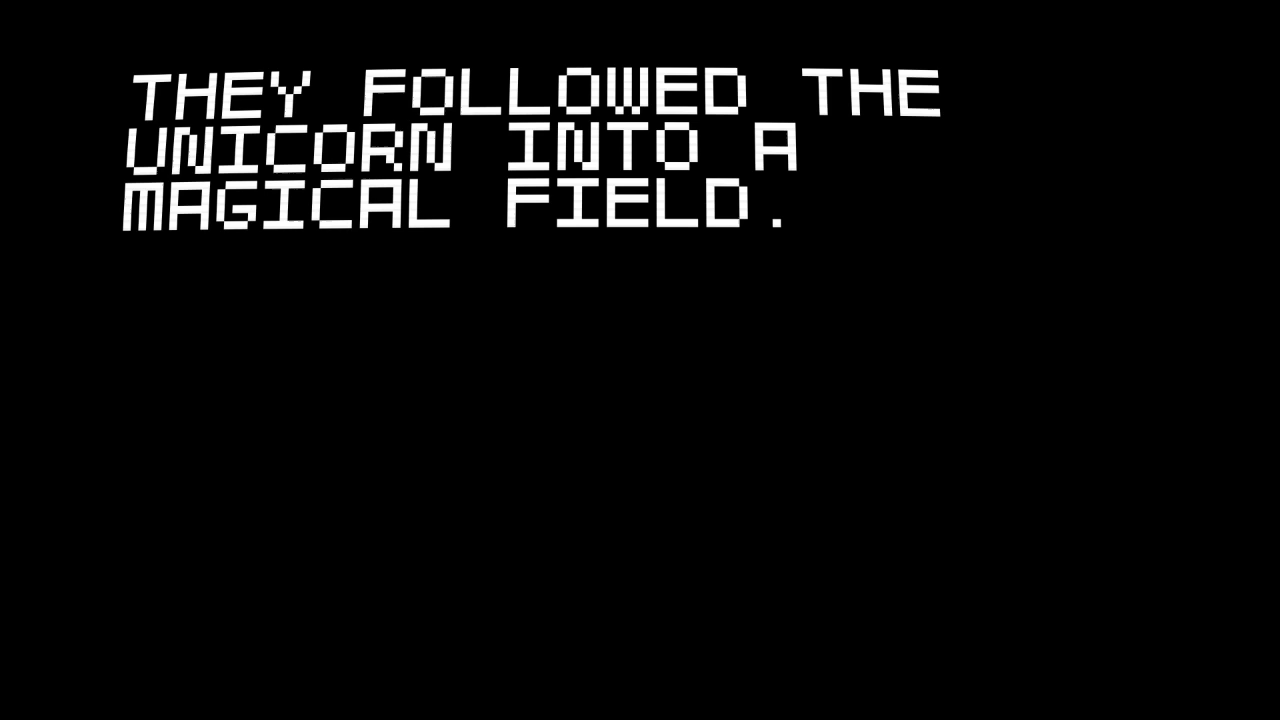 THEY FOLLOWED THE
UNICORN INTO A
MAGICAL FIELD.